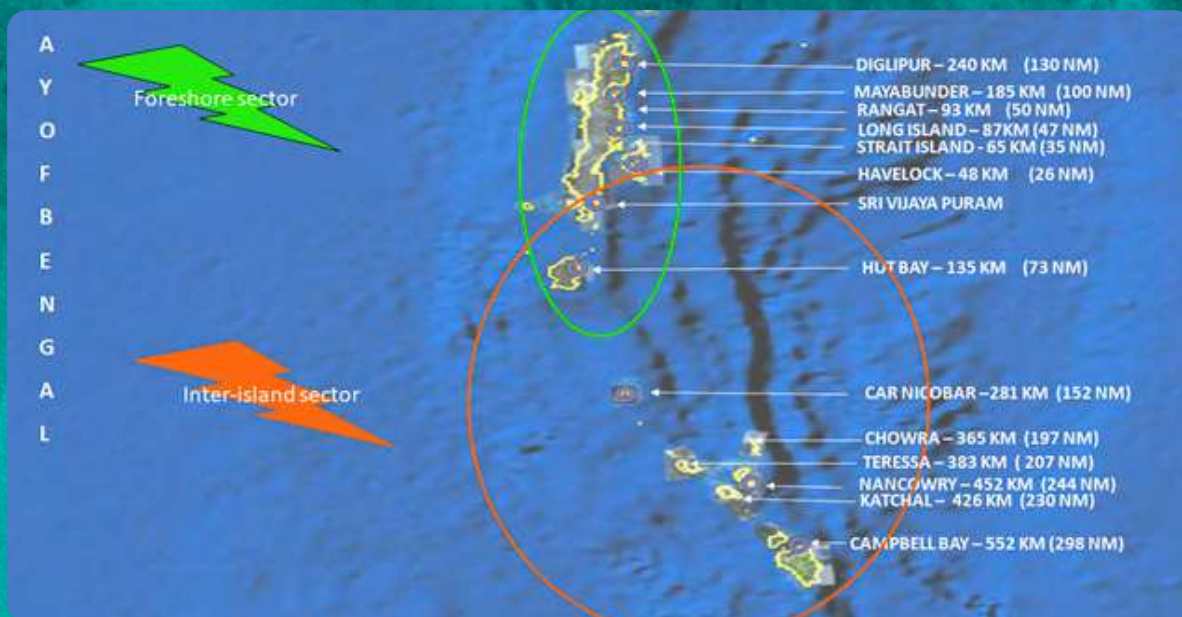 AYOFBENGAL
Foreshore sector
Inter-island sector
DIGLIPUR – 240 KM (130 NM)
MAYABUNDER – 185 KM (100 NM)
RANGAT – 93 KM (50 NM)
LONG ISLAND – 87KM (47 NM)
STRAIT ISLAND - 65 KM (35 NM)
HAVELOCK – 48 KM (26 NM)
SRI VIJAYA PURAM
HUT BAY – 135 KM (73 NM)
CAR NICOBAR –281 KM (152 NM)
CHOWRA – 365 KM (197 NM)
TERESSA – 383 KM ( 207 NM)
NANCOWRY – 452 KM (244 NM)
KATCHAL – 426 KM (230 NM)
CAMPBELL BAY – 552 KM (298 NM)